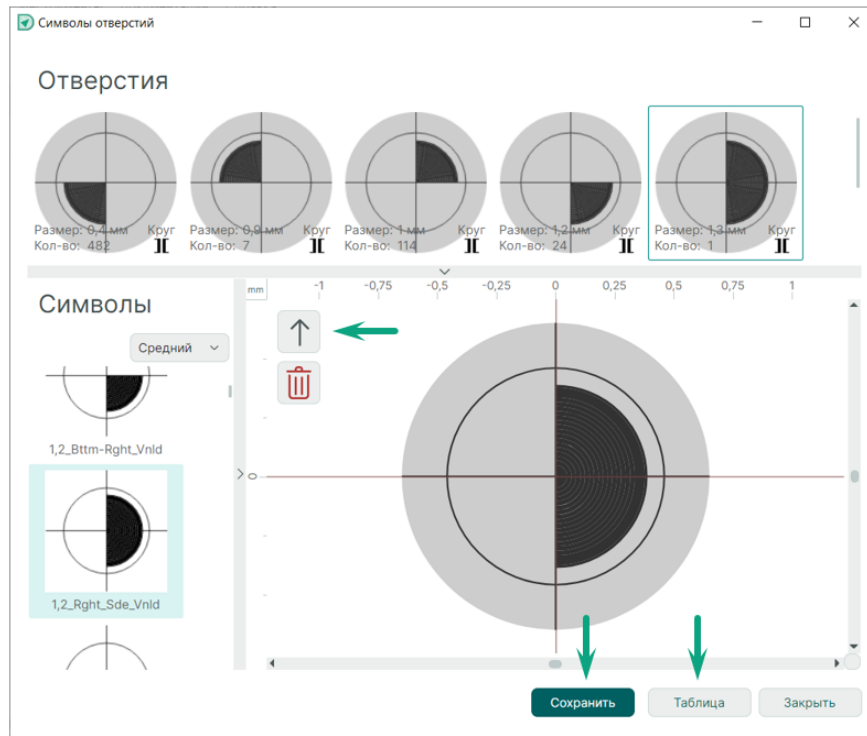 Символы отверстий
Отверстия
Размер: 0,4 мм Круг
Кол-во: 482
Размер: 0,9 мм Круг
Кол-во: 7
Размер: 1 мм Круг
Кол-во: 114
Размер: 1,2 мм Круг
Кол-во: 24
Размер: 1,3 мм Круг
Кол-во: 1
Символы
Средний
1,2_Bttm-Rght_Vnld
1,2_Rght_Sde_Vnld
mm -1 -0,75 -0,5 -0,25 0 0,25 0,5 0,75 1
0
Сохранить Таблица Закрыть